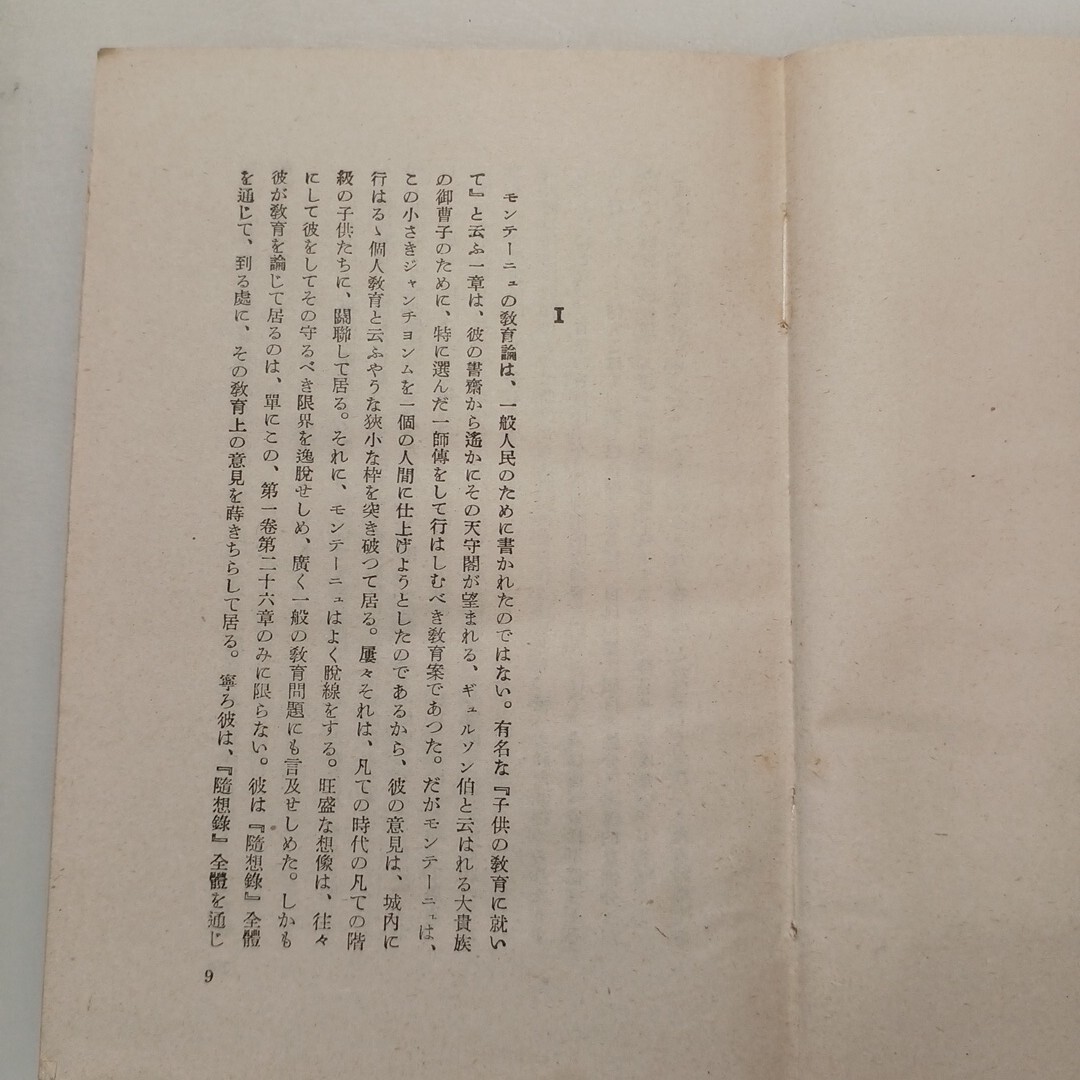 I
モンテーニュの教育論は、一般人民のために書かれたのではない。有名な『子供の教育に就い
て』と云ふ一章は、彼の書齋から遙かにその天守閣が望まれる、ギュルソン伯と云はれる大貴族
の御曹子のために、特に選んだ一師傅をして行はしむべき教育案であつた。だがモンテーニュは、
この小さきジャンチヨンムを一個の人間に仕上げようとしたのであるから、彼の意見は、城内に
行はるゝ個人教育と云ふやうな狹小な枠を突き破つて居る。屢々それは、凡ての時代の凡ての階
級の子供たちに、關聯して居る。それに、モンテーニュはよく脫線をする。旺盛な想像は、往々
にして彼をしてその守るべき限界を逸脫せしめ、廣く一般の教育問題にも言及せしめた。しかも
彼が教育を論じて居るのは、單にこの、第一卷第二十六章のみに限らない。彼は『隨想錄』全體
を通じて、到る處に、その教育上の意見を蒔きちらして居る。寧ろ彼は、『隨想錄』全體を通じ
9